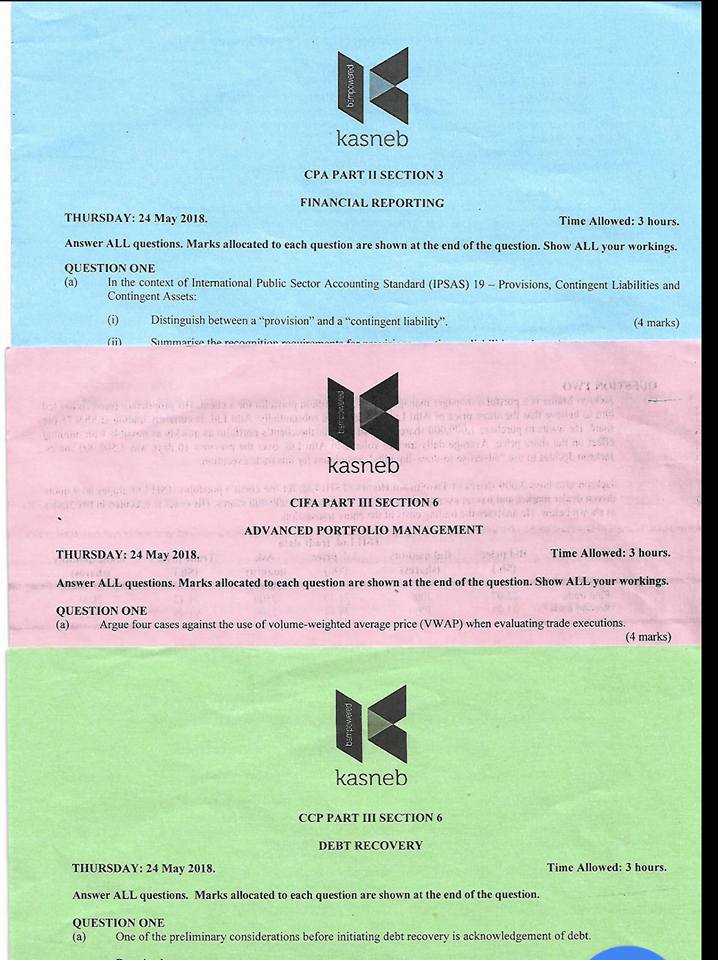 bempowered
kasneb
CPA PART II SECTION 3
FINANCIAL REPORTING
THURSDAY: 24 May 2018. Time Allowed: 3 hours.
Answer ALL questions. Marks allocated to each question are shown at the end of the question. Show ALL your workings.
QUESTION ONE
(a) In the context of International Public Sector Accounting Standard (IPSAS) 19 – Provisions, Contingent Liabilities and
Contingent Assets:
(i) Distinguish between a “provision” and a “contingent liability”. (4 marks)
(ii) Summarise the recognition requirements for
QUESTION TWO
bempowered
kasneb
CIFA PART III SECTION 6
ADVANCED PORTFOLIO MANAGEMENT
THURSDAY: 24 May 2018. Time Allowed: 3 hours.
Answer ALL questions. Marks allocated to each question are shown at the end of the question. Show ALL your workings.
QUESTION ONE
(a) Argue four cases against the use of volume-weighted average price (VWAP) when evaluating trade executions.
(4 marks)
bempowered
kasneb
CCP PART III SECTION 6
DEBT RECOVERY
THURSDAY: 24 May 2018. Time Allowed: 3 hours.
Answer ALL questions. Marks allocated to each question are shown at the end of the question.
QUESTION ONE
(a) One of the preliminary considerations before initiating debt recovery is acknowledgement of debt.